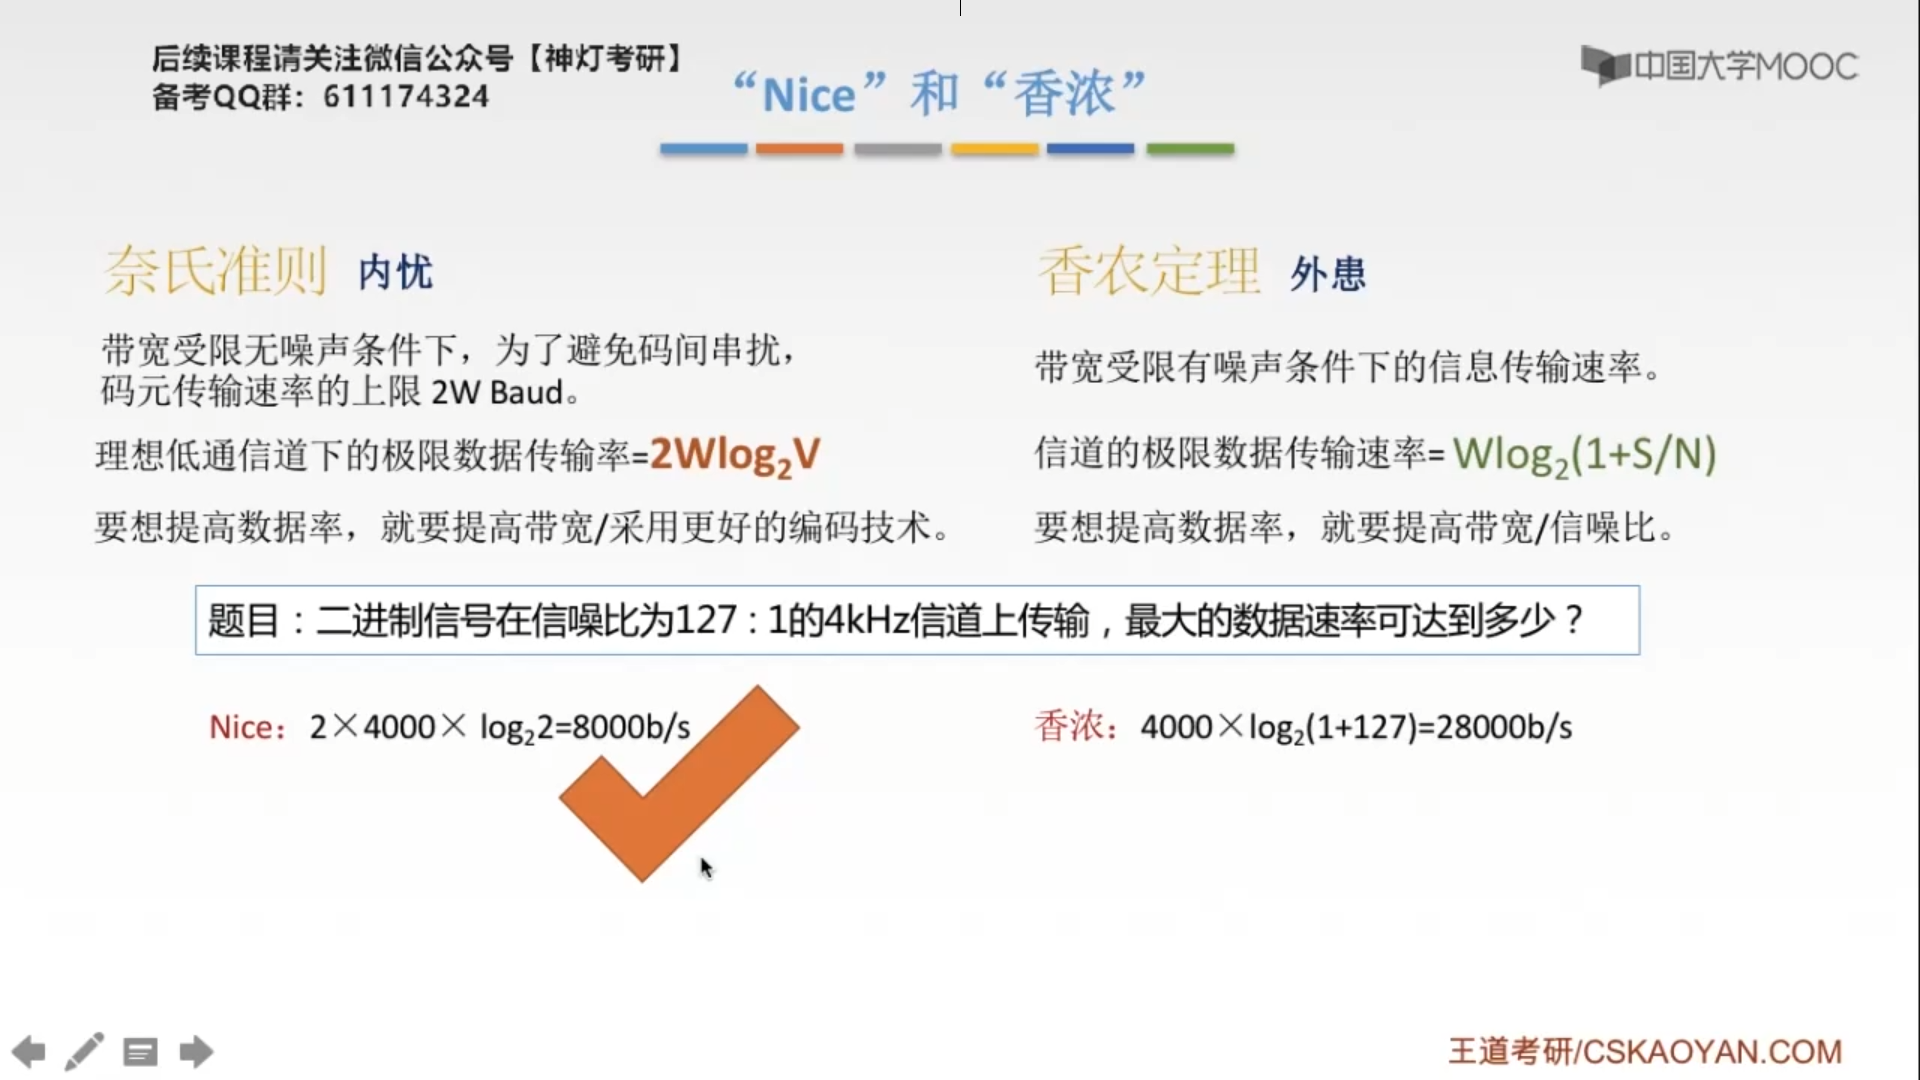 后续课程请关注微信公众号【神灯考研】
备考QQ群：611174324
“Nice”和“香浓”
中国大学MOOC
奈氏准则 内忧
带宽受限无噪声条件下，为了避免码间串扰，
码元传输速率的上限 2W Baud。
理想低通信道下的极限数据传输率=2Wlog₂V
要想提高数据率，就要提高带宽/采用更好的编码技术。
香农定理 外患
带宽受限有噪声条件下的信息传输速率。
信道的极限数据传输速率= Wlog₂(1+S/N)
要想提高数据率，就要提高带宽/信噪比。
题目：二进制信号在信噪比为127：1的4kHz信道上传输，最大的数据速率可达到多少？
Nice：2×4000× log₂2=8000b/s
香浓：4000×log₂(1+127)=28000b/s
王道考研/CSKAOYAN.COM